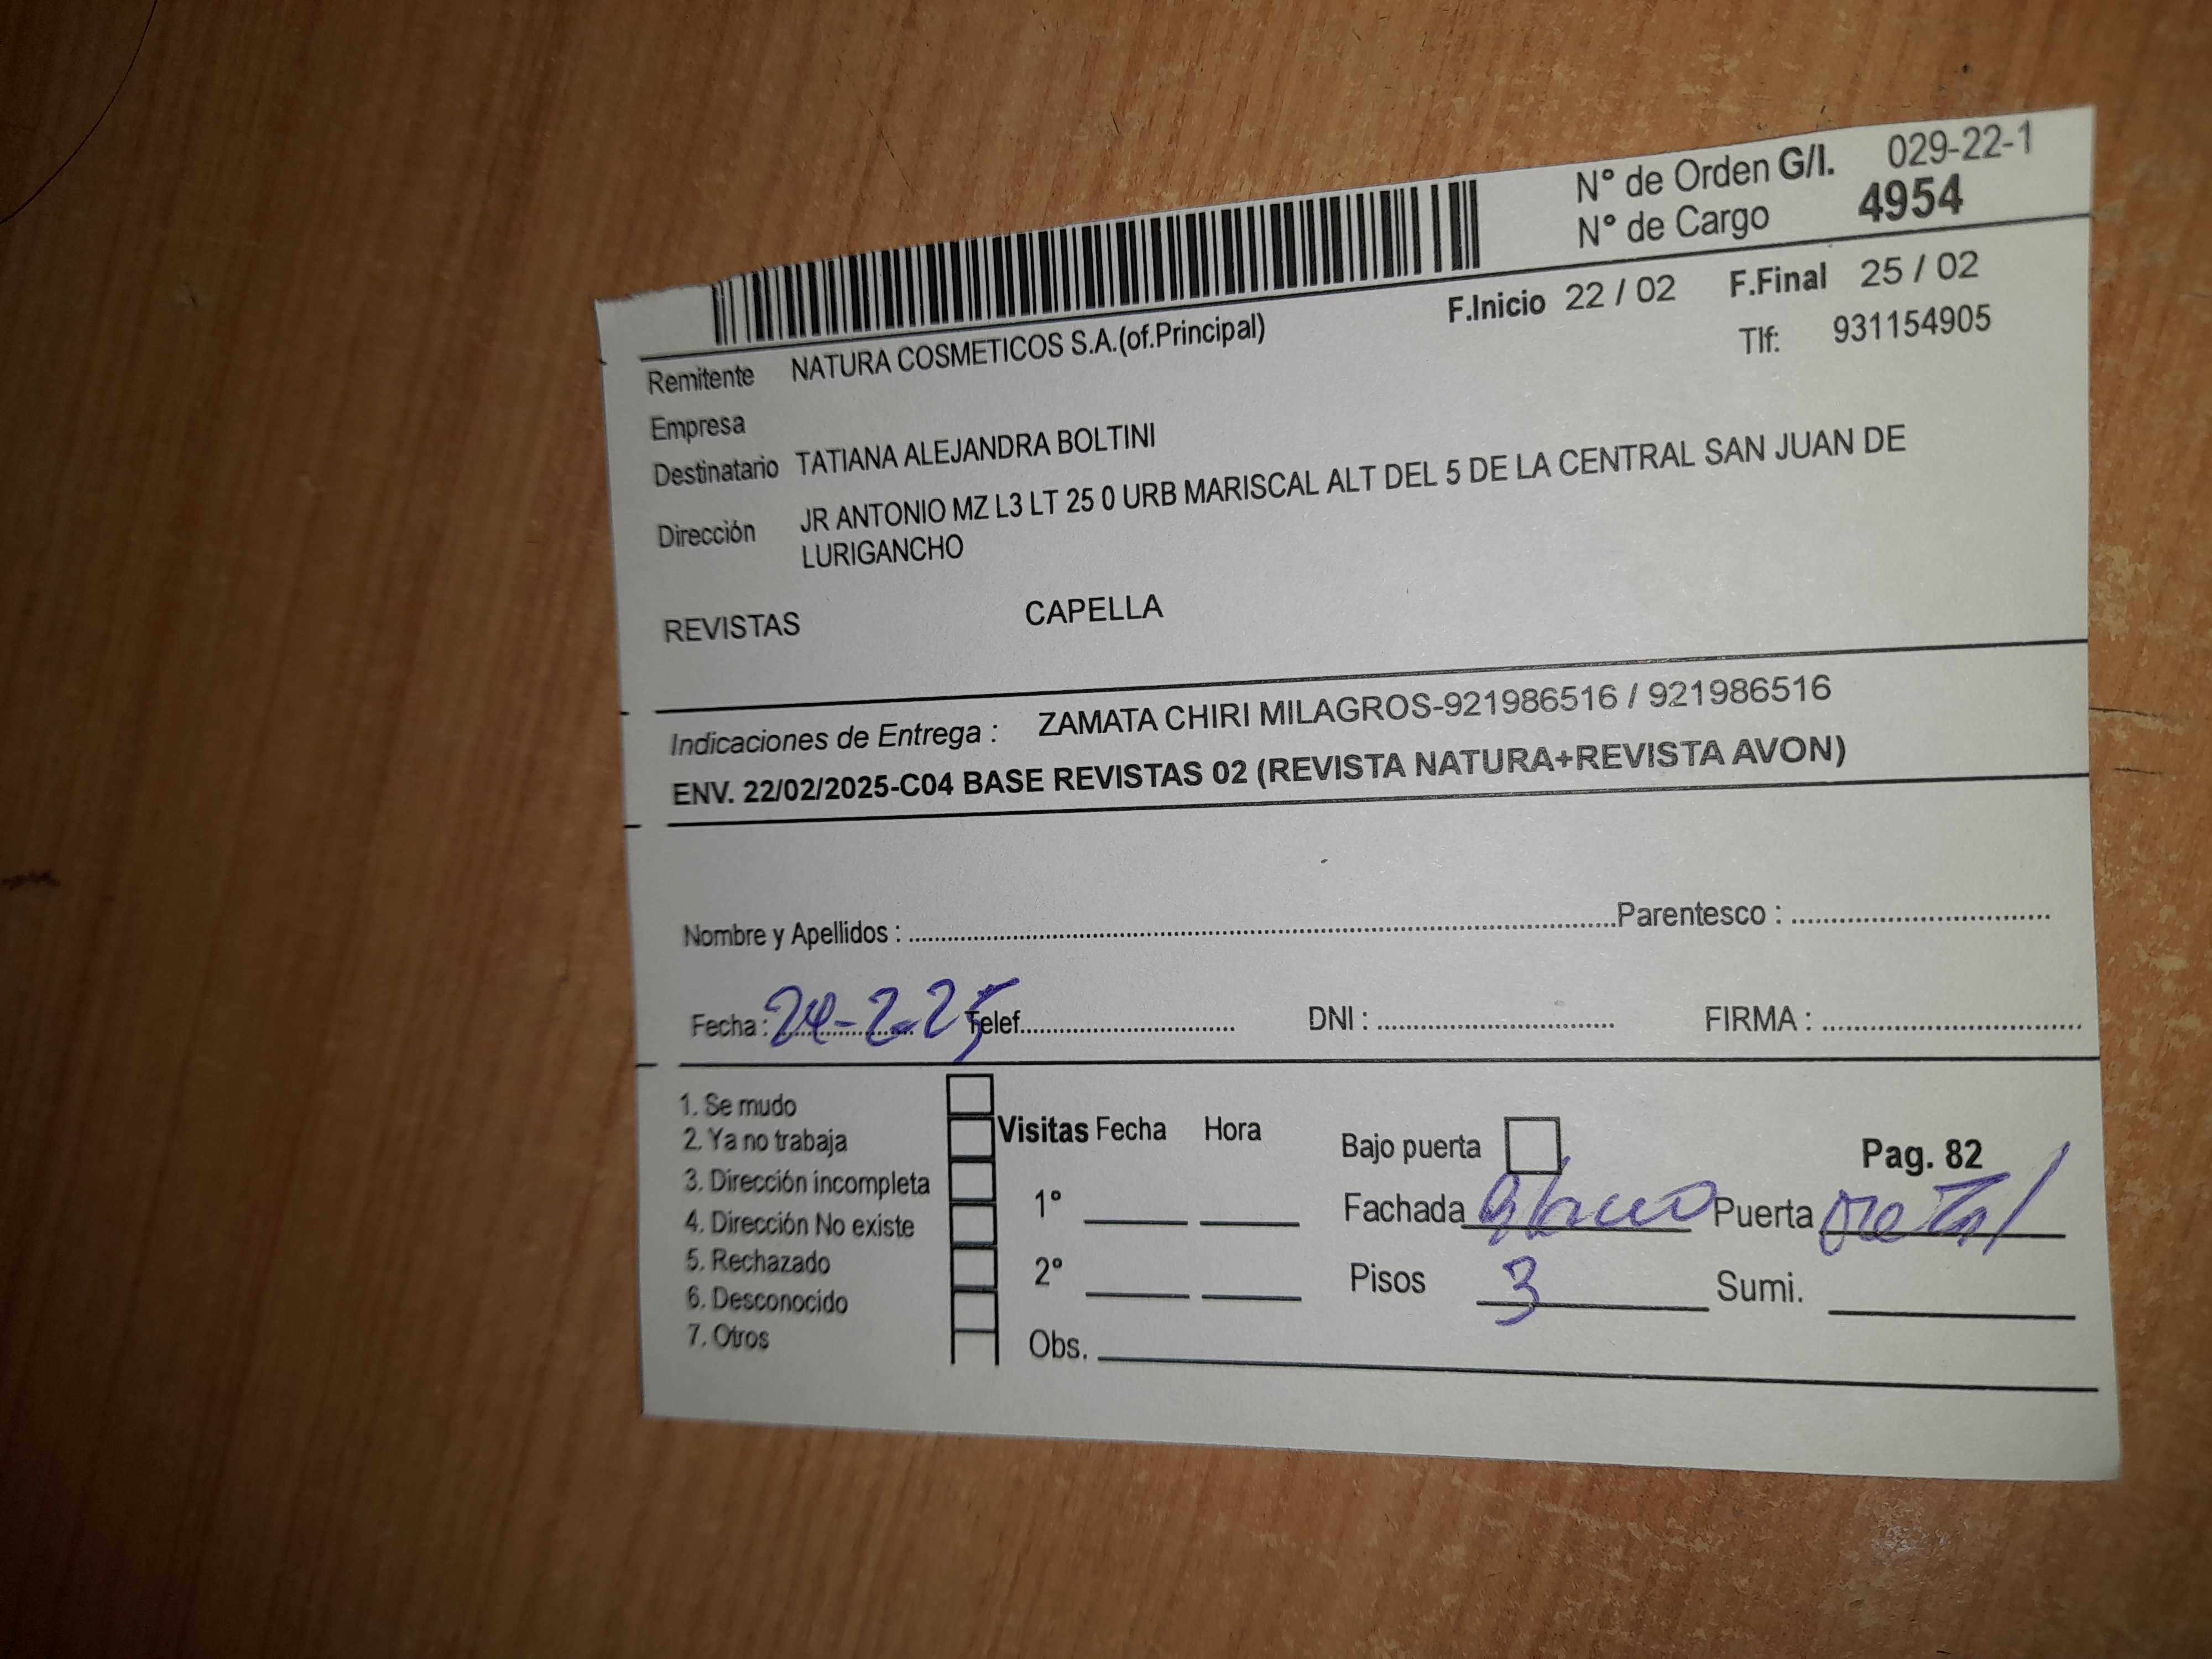 N° de Orden G/I. 029-22-1
N° de Cargo 4954
F.Inicio 22 / 02 F.Final 25 / 02
Tlf: 931154905
Remitente NATURA COSMETICOS S.A.(of.Principal)
Empresa
Destinatario TATIANA ALEJANDRA BOLTINI
Dirección JR ANTONIO MZ L3 LT 25 0 URB MARISCAL ALT DEL 5 DE LA CENTRAL SAN JUAN DE
LURIGANCHO
REVISTAS CAPELLA
Indicaciones de Entrega : ZAMATA CHIRI MILAGROS-921986516 / 921986516
ENV. 22/02/2025-C04 BASE REVISTAS 02 (REVISTA NATURA+REVISTA AVON)
Nombre y Apellidos : Parentesco :
Fecha : 24-2-25 Telef. DNI : FIRMA :
1. Se mudo
2. Ya no trabaja
3. Dirección incompleta
4. Dirección No existe
5. Rechazado
6. Desconocido
7. Otros
Visitas Fecha Hora
1°
2°
Obs.
Bajo puerta
Pag. 82
Fachada Puerta metal
Pisos 3 Sumi.